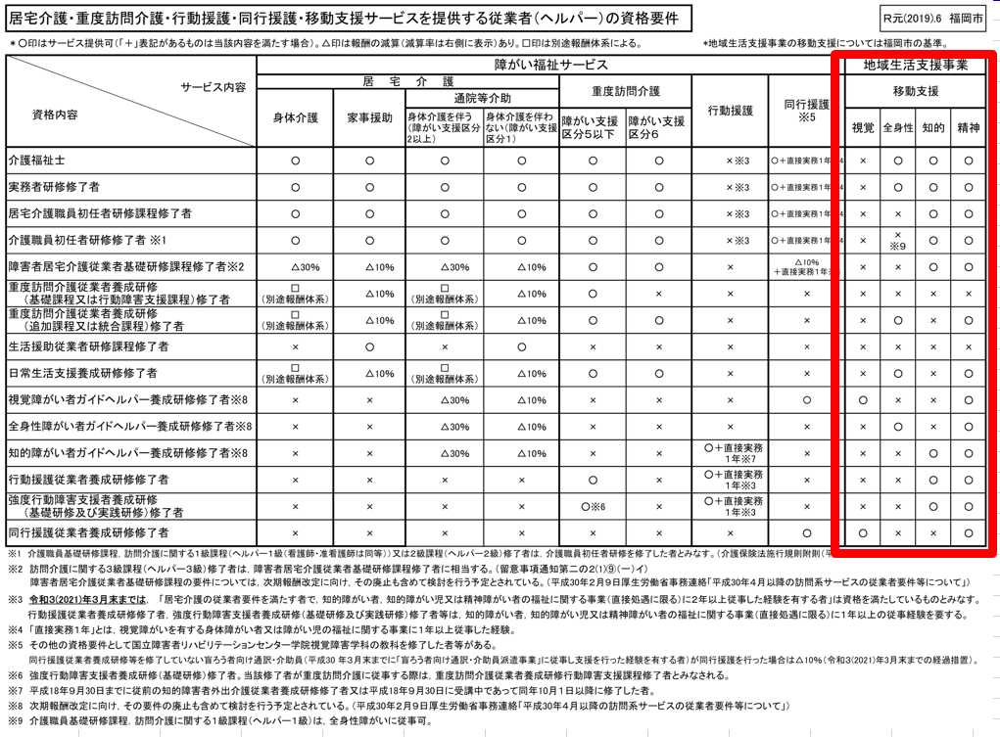 居宅介護・重度訪問介護・行動援護・同行援護・移動支援サービスを提供する従業者（ヘルパー）の資格要件
R元(2019).6 福岡市
＊〇印はサービス提供可（「＋」表記があるものは当該内容を満たす場合）。△印は報酬の減算（減算率は右側に表示）あり。□印は別途報酬体系による。
＊地域生活支援事業の移動支援については福岡市の基準。
サービス内容
資格内容
障がい福祉サービス
地域生活支援事業
居 宅 介 護
重度訪問介護
行動援護
同行援護※5
移動支援
身体介護
家事援助
通院等介助
身体介護を伴う（障がい支援区分2以上）
身体介護を伴わない（障がい支援区分1）
障がい支援区分5以下
障がい支援区分6
視覚 全身性 知的 精神
介護福祉士 〇 〇 〇 〇 〇 〇 ×※3 〇＋直接実務1年 4 × 〇 〇 〇
実務者研修修了者 〇 〇 〇 〇 〇 〇 ×※3 〇＋直接実務1年 4 × 〇 〇 〇
居宅介護職員初任者研修課程修了者 〇 〇 〇 〇 〇 〇 ×※3 〇＋直接実務1年 4 × × 〇 〇
介護職員初任者研修修了者 ※1 〇 〇 〇 〇 〇 〇 ×※3 〇＋直接実務1年 4 × ×※9 〇 〇
障害者居宅介護従業者基礎研修課程修了者※2 △30% △10% △30% △10% 〇 〇 × △10%＋直接実務1年 × × 〇 〇
重度訪問介護従業者養成研修（基礎課程又は行動障害支援課程）修了者 □（別途報酬体系） △10% □（別途報酬体系） △10% 〇 × × × × × × ×
重度訪問介護従業者養成研修（追加課程又は統合課程）修了者 □（別途報酬体系） △10% □（別途報酬体系） △10% 〇 〇 × × × 〇 × 〇
生活援助従業者研修課程修了者 × 〇 × 〇 × × × × × × × ×
日常生活支援養成研修修了者 □（別途報酬体系） △10% □（別途報酬体系） △10% 〇 〇 × × × 〇 × 〇
視覚障がい者ガイドヘルパー養成研修修了者※8 × × △30% △10% × × × 〇 〇 × × 〇
全身性障がい者ガイドヘルパー養成研修修了者※8 × × △30% △10% × × × × × 〇 × 〇
知的障がい者ガイドヘルパー養成研修修了者※8 × × △30% △10% × × 〇＋直接実務1年※7 × × × 〇 〇
行動援護従業者養成研修修了者 × × × × 〇 × 〇＋直接実務1年※3 × × × 〇 〇
強度行動障害支援者養成研修（基礎研修及び実践研修）修了者 × × × × 〇※6 × 〇＋直接実務1年※3 × × × 〇 〇
同行援護従業者養成研修修了者 × × × × × × × 〇 〇 × × 〇
※1 介護職員基礎研修課程，訪問介護に関する1級課程（ヘルパー1級（看護師・准看護師は同等））又は2級課程（ヘルパー2級）修了者は，介護職員初任者研修を修了した者とみなす。（介護保険法施行規則附則（平
※2 訪問介護に関する3級課程（ヘルパー3級）修了者は，障害者居宅介護従業者基礎研修課程修了者に相当する。（留意事項通知第二の2(1)⑨(一)イ）
障害者居宅介護従業者基礎研修課程の要件については，次期報酬改定に向け，その廃止も含めて検討を行う予定とされている。（平成30年2月9日厚生労働省事務連絡「平成30年4月以降の訪問系サービスの従業者要件等について」）
※3 令和3(2021)年3月末までは，「居宅介護の従業者要件を満たす者で，知的障がい者，知的障がい児又は精神障がい者の福祉に関する事業（直接処遇に限る）に2年以上従事した経験を有する者」は資格を満たしているものとみなす。
行動援護従業者養成研修修了者，強度行動障害支援者養成研修（基礎研修及び実践研修）修了者等は，知的障がい者，知的障がい児又は精神障がい者の福祉に関する事業（直接処遇に限る）に1年以上の従事経験を要する。
※4 「直接実務1年」とは，視覚障がいを有する身体障がい者又は障がい児の福祉に関する事業に1年以上従事した経験。
※5 その他の資格要件として国立障害者リハビリテーションセンター学院視覚障害学科の教科を修了した者等がある。
同行援護従業者養成研修等を修了していない盲ろう者向け通訳・介助員（平成30 年3月末までに「盲ろう者向け通訳・介助員派遣事業」に従事し支援を行った経験を有する者）が同行援護を行った場合は△10%（令和3(2021)年3月末までの経過措置）。
※6 強度行動障害支援者養成研修（基礎研修）修了者。当該修了者が重度訪問介護に従事する際は，重度訪問介護従業者養成研修行動障害支援課程修了者とみなされる。
※7 平成18年9月30日までに従前の知的障害者外出介護従業者養成研修修了者又は平成18年9月30日に受講中であって同年10月1日以降に修了した者。
※8 次期報酬改定に向け，その要件の廃止も含めて検討を行う予定とされている。（平成30年2月9日厚生労働省事務連絡「平成30年4月以降の訪問系サービスの従業者要件等について」）
※9 介護職員基礎研修課程，訪問介護に関する1級課程（ヘルパー1級）は，全身性障がいに従事可。